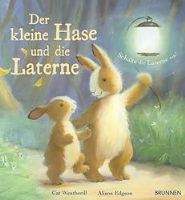 Der
kleine Hase
und die
Laterne
Schalte die Laterne ein!
Cat Weatherill
Alison Edgson
BRUNNEN